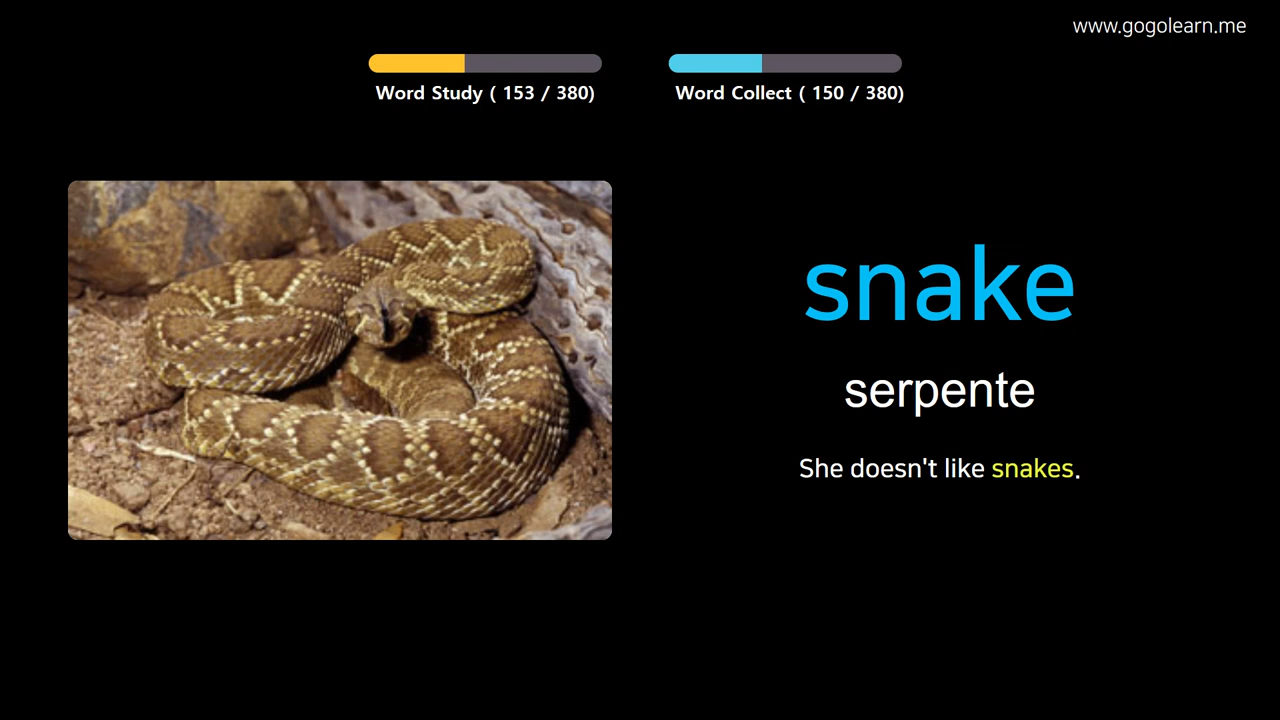 www.gogolearn.me
Word Study ( 153 / 380)
Word Collect ( 150 / 380)
snake
serpente
She doesn't like snakes.